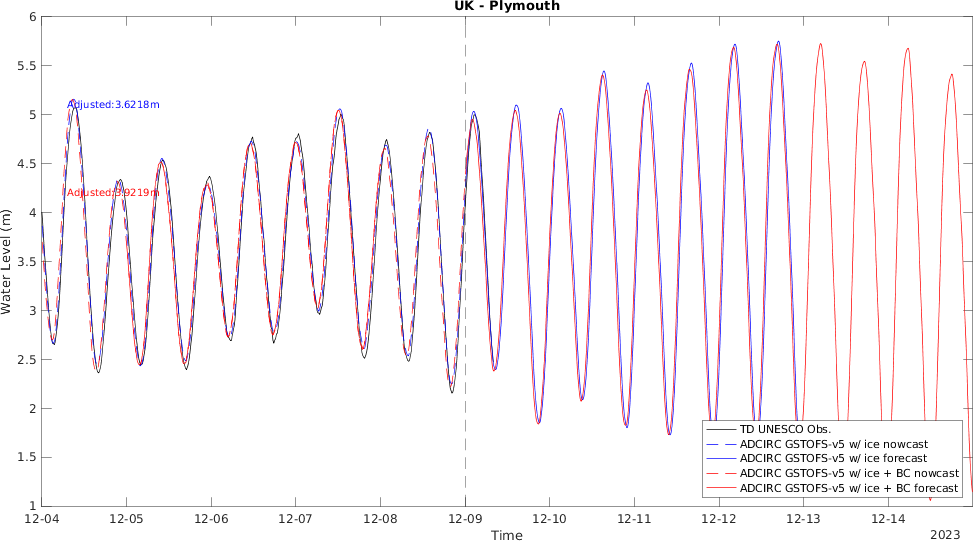 UK - Plymouth
6
5.5
5
4.5
4
3.5
3
2.5
2
1.5
1
Water Level (m)
Adjusted:3.6218m
Adjusted:3.9219m
TD UNESCO Obs.
ADCIRC GSTOFS-v5 w/ ice nowcast
ADCIRC GSTOFS-v5 w/ ice forecast
ADCIRC GSTOFS-v5 w/ ice + BC nowcast
ADCIRC GSTOFS-v5 w/ ice + BC forecast
12-04 12-05 12-06 12-07 12-08 12-09 12-10 12-11 12-12 12-13 12-14
Time
2023